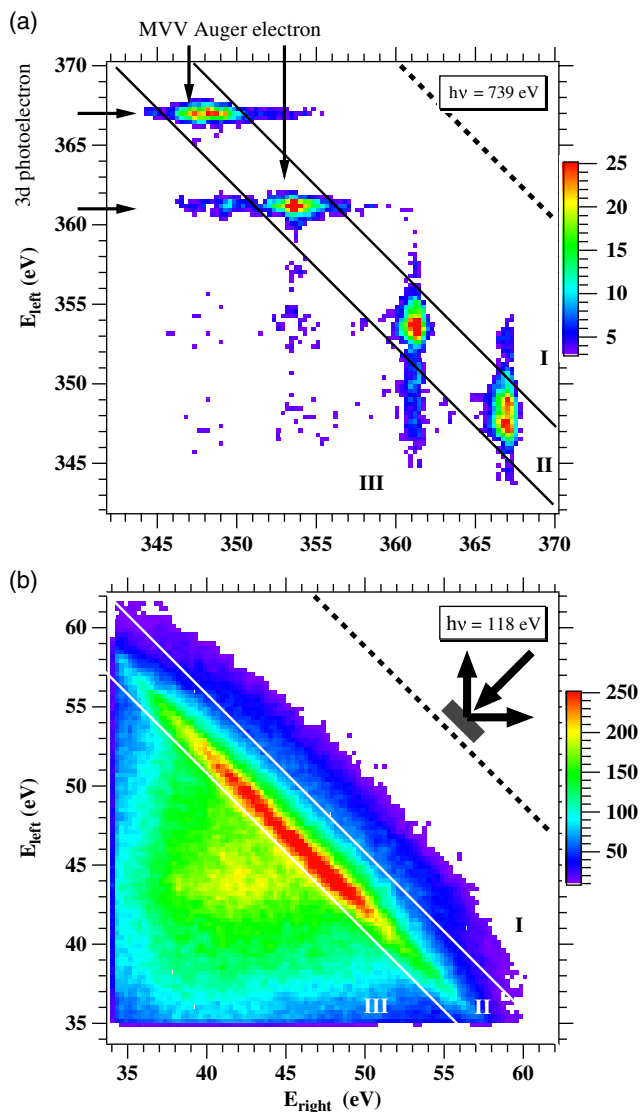 (a)
MVV Auger electron
3d photoelectron
hν = 739 eV
370
365
360
355
350
345
E_left (eV)
25
20
15
10
5
I
II
III
345 350 355 360 365 370
(b)
hν = 118 eV
60
55
50
45
40
35
E_left (eV)
250
200
150
100
50
I
II
III
35 40 45 50 55 60
E_right (eV)